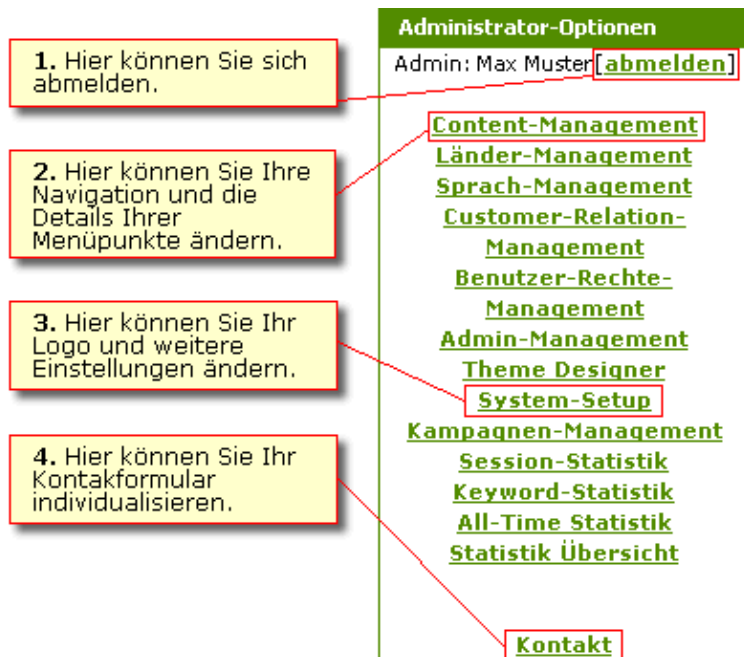 Administrator-Optionen
Admin: Max Muster[abmelden]
1. Hier können Sie sich
abmelden.
2. Hier können Sie Ihre
Navigation und die
Details Ihrer
Menüpunkte ändern.
3. Hier können Sie Ihr
Logo und weitere
Einstellungen ändern.
4. Hier können Sie Ihr
Kontakformular
individualisieren.
Content-Management
Länder-Management
Sprach-Management
Customer-Relation-
Management
Benutzer-Rechte-
Management
Admin-Management
Theme Designer
System-Setup
Kampagnen-Management
Session-Statistik
Keyword-Statistik
All-Time Statistik
Statistik Übersicht
Kontakt